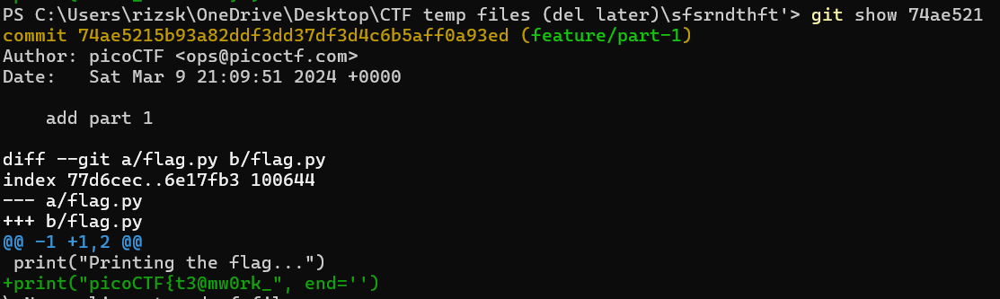 PS C:\Users\rizsk\OneDrive\Desktop\CTF temp files (del later)\sfsrndthft'> git show 74ae521
commit 74ae5215b93a82ddf3dd37df3d4c6b5aff0a93ed (feature/part-1)
Author: picoCTF <ops@picoctf.com>
Date:   Sat Mar 9 21:09:51 2024 +0000
    add part 1
diff --git a/flag.py b/flag.py
index 77d6cec..6e17fb3 100644
--- a/flag.py
+++ b/flag.py
@@ -1 +1,2 @@
 print("Printing the flag...")
+print("picoCTF{t3@mw0rk_", end='')